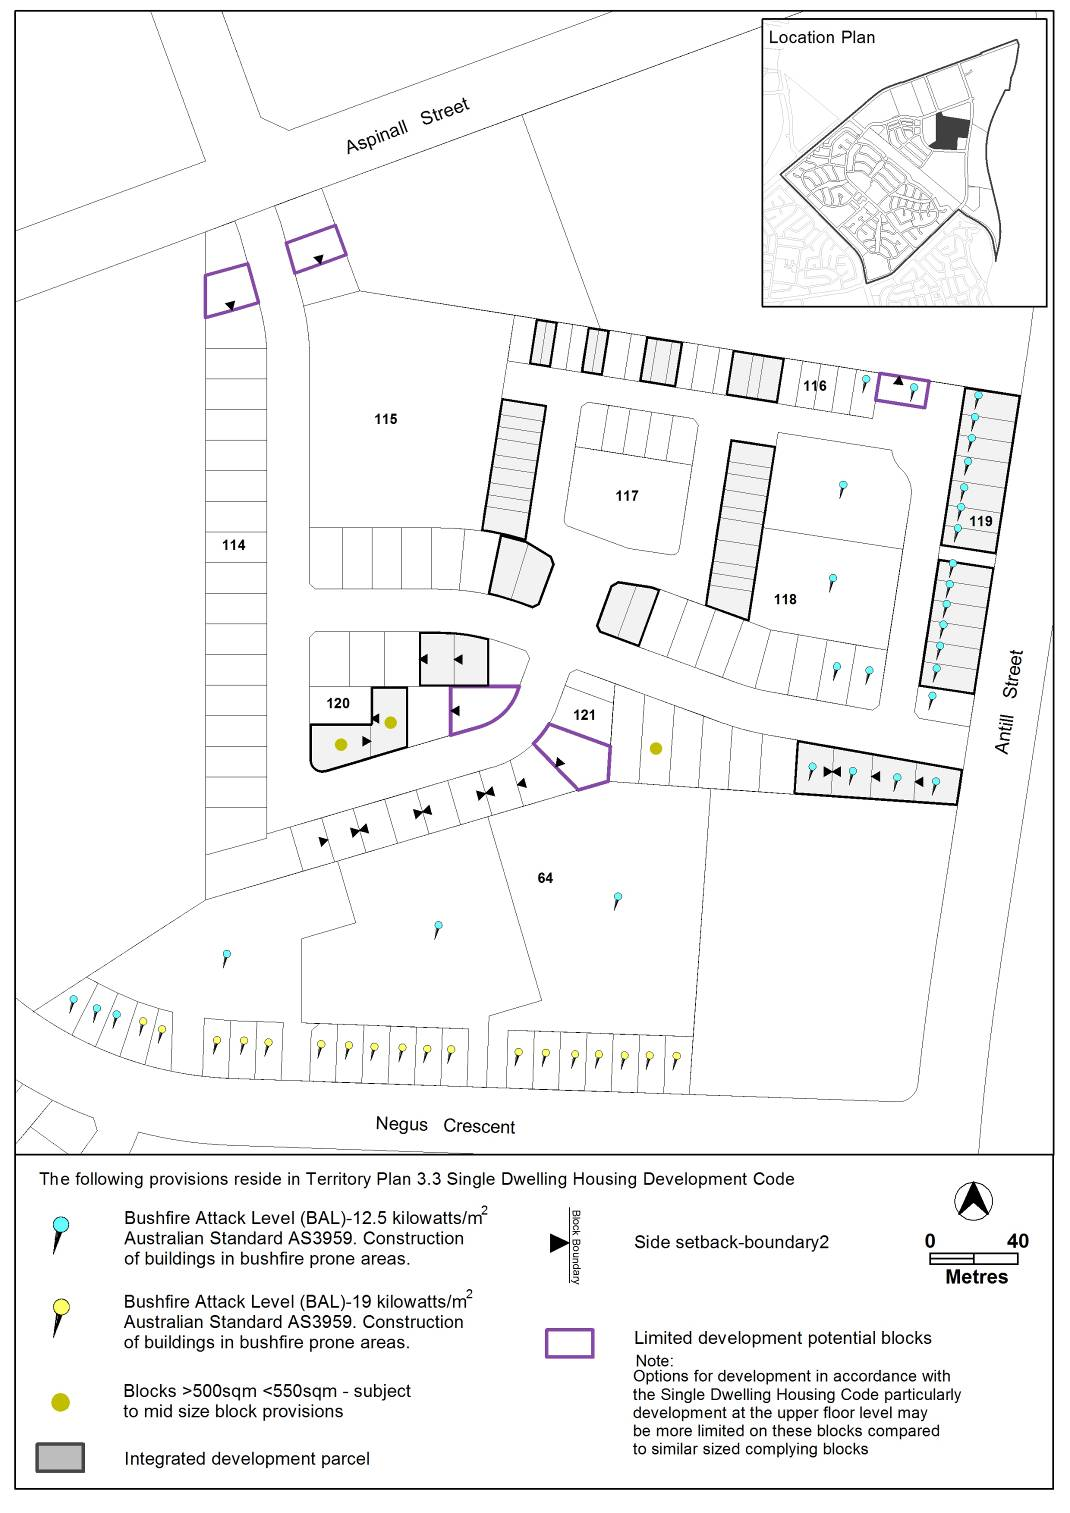 Location Plan
Aspinall Street
116
115
117
119
114
118
120
121
Antill Street
64
Negus Crescent
The following provisions reside in Territory Plan 3.3 Single Dwelling Housing Development Code
Bushfire Attack Level (BAL)-12.5 kilowatts/m2
Australian Standard AS3959. Construction
of buildings in bushfire prone areas.
Bushfire Attack Level (BAL)-19 kilowatts/m2
Australian Standard AS3959. Construction
of buildings in bushfire prone areas.
Blocks >500sqm <550sqm - subject
to mid size block provisions
Integrated development parcel
Block Boundary
Side setback-boundary2
Limited development potential blocks
Note:
Options for development in accordance with
the Single Dwelling Housing Code particularly
development at the upper floor level may
be more limited on these blocks compared
to similar sized complying blocks
0 40
Metres